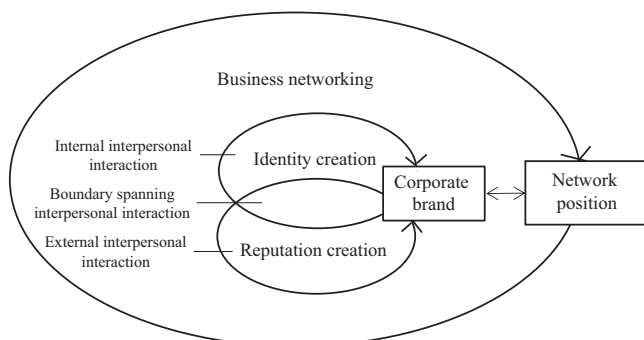 Business networking
Internal interpersonal
interaction
Identity creation
Boundary spanning
interpersonal interaction
External interpersonal
interaction
Reputation creation
Corporate
brand
Network
position